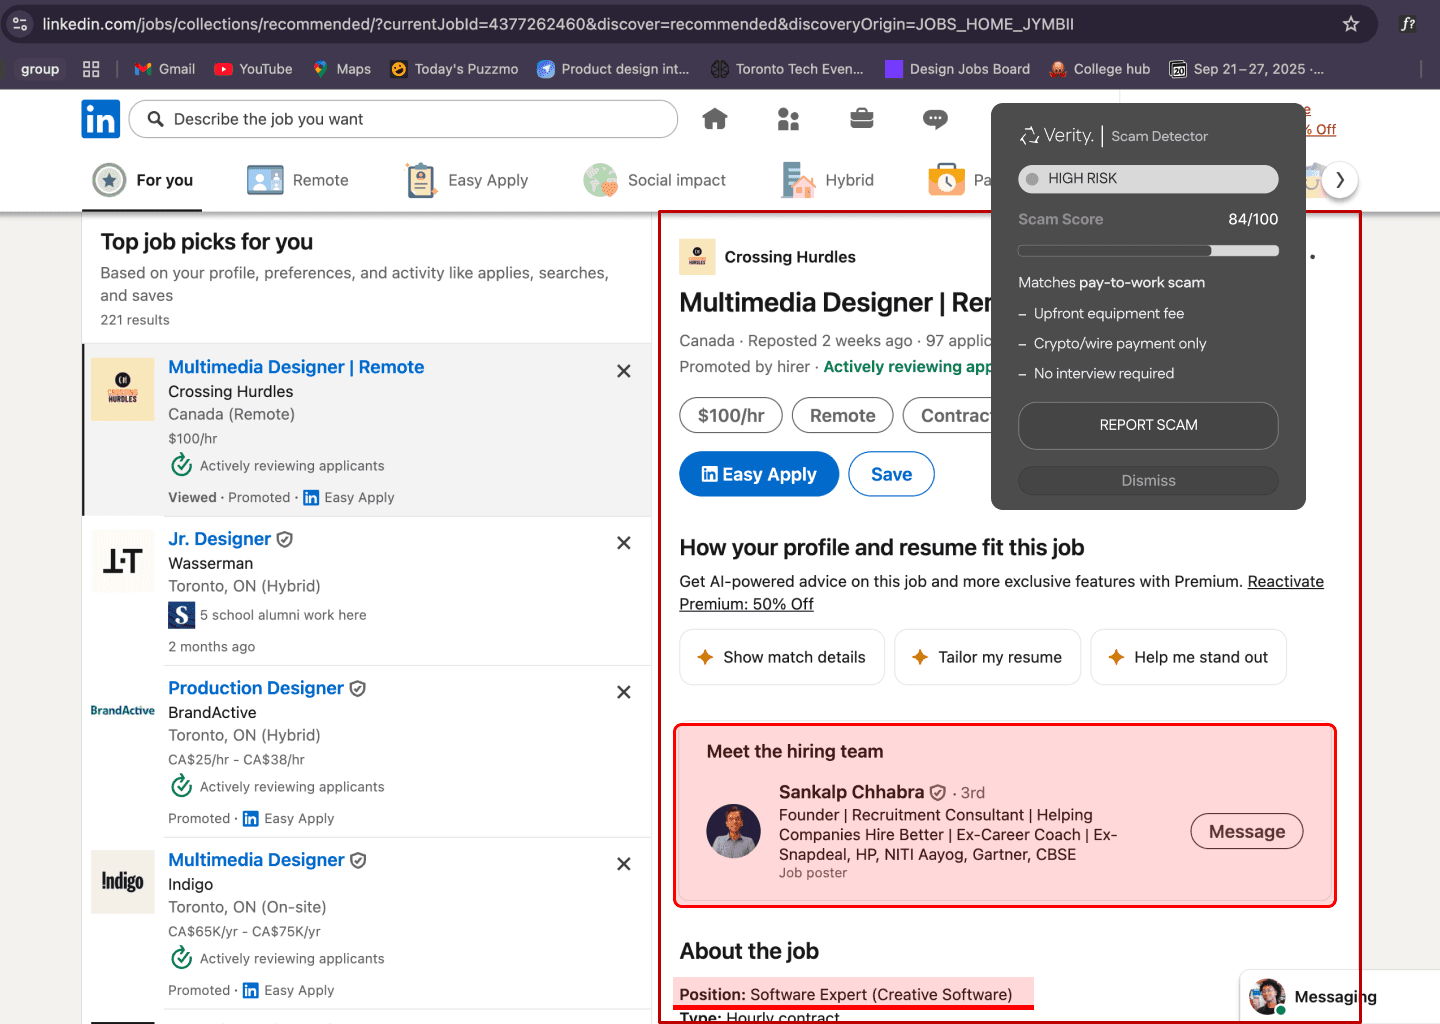 linkedin.com/jobs/collections/recommended/?currentJobId=4377262460&discover=recommended&discoveryOrigin=JOBS_HOME_JYMBII
f?
group
Gmail
YouTube
Maps
Today's Puzzmo
Product design int...
Toronto Tech Even...
Design Jobs Board
College hub
20
Sep 21–27, 2025 ·...
in
Describe the job you want
% Off
For you
Remote
Easy Apply
Social impact
Hybrid
Pa
Verity. | Scam Detector
HIGH RISK
Scam Score 84/100
Matches pay-to-work scam
– Upfront equipment fee
– Crypto/wire payment only
– No interview required
REPORT SCAM
Dismiss
Top job picks for you
Based on your profile, preferences, and activity like applies, searches,
and saves
221 results
CROSSING
HURDLES
Multimedia Designer | Remote
Crossing Hurdles
Canada (Remote)
$100/hr
Actively reviewing applicants
Viewed · Promoted · in Easy Apply
Jr. Designer
Wasserman
Toronto, ON (Hybrid)
S 5 school alumni work here
2 months ago
BrandActive
Production Designer
BrandActive
Toronto, ON (Hybrid)
CA$25/hr - CA$38/hr
Actively reviewing applicants
Promoted · in Easy Apply
!ndigo
Multimedia Designer
Indigo
Toronto, ON (On-site)
CA$65K/yr - CA$75K/yr
Actively reviewing applicants
Promoted · in Easy Apply
Crossing Hurdles
Multimedia Designer | Rem
Canada · Reposted 2 weeks ago · 97 applic
Promoted by hirer · Actively reviewing app
$100/hr
Remote
Contrac
in Easy Apply
Save
How your profile and resume fit this job
Get AI-powered advice on this job and more exclusive features with Premium. Reactivate
Premium: 50% Off
Show match details
Tailor my resume
Help me stand out
Meet the hiring team
Sankalp Chhabra · 3rd
Founder | Recruitment Consultant | Helping
Companies Hire Better | Ex-Career Coach | Ex-
Snapdeal, HP, NITI Aayog, Gartner, CBSE
Job poster
Message
About the job
Position: Software Expert (Creative Software)
Type: Hourly contract
Messaging